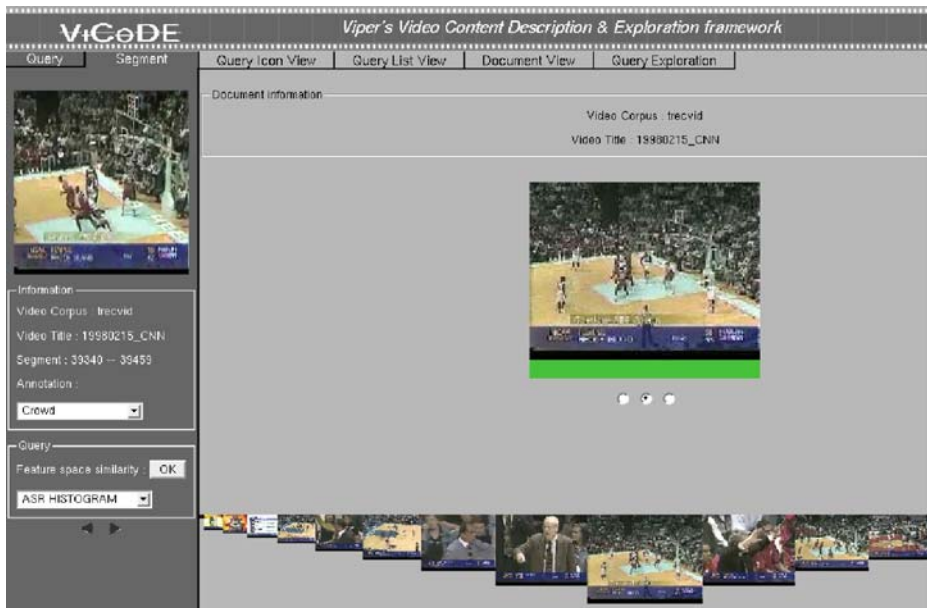 ViCoDE
Viper's Video Content Description & Exploration framework
Query Segment
Query Icon View Query List View Document View Query Exploration
Document Information
Video Corpus : trecvid
Video Title : 19980215_CNN
Information
Video Corpus : trecvid
Video Title : 19980215_CNN
Segment : 39340 -- 39459
Annotation :
Crowd
Query
Feature space similarity : OK
ASR HISTOGRAM